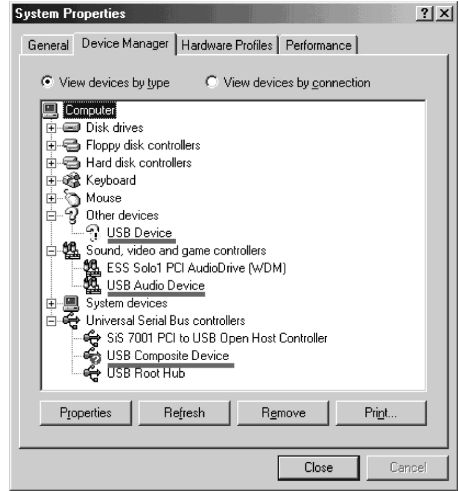 System Properties
General Device Manager Hardware Profiles Performance
View devices by type View devices by connection
Computer
Disk drives
Floppy disk controllers
Hard disk controllers
Keyboard
Mouse
Other devices
USB Device
Sound, video and game controllers
ESS Solo1 PCI AudioDrive (WDM)
USB Audio Device
System devices
Universal Serial Bus controllers
SiS 7001 PCI to USB Open Host Controller
USB Composite Device
USB Root Hub
Properties Refresh Remove Print...
Close Cancel